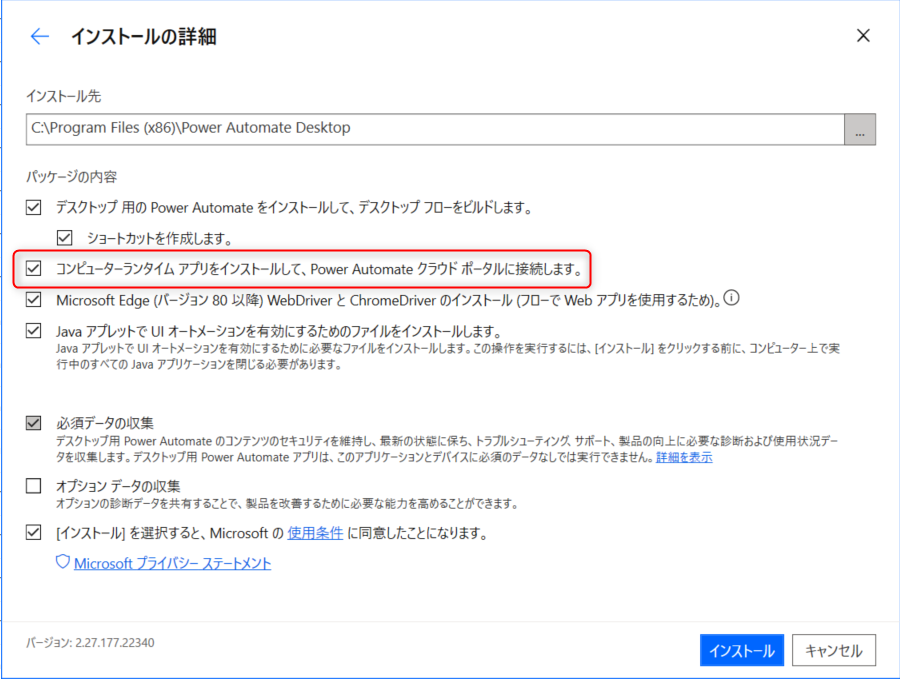 インストールの詳細
インストール先
C:\Program Files (x86)\Power Automate Desktop
...
パッケージの内容
デスクトップ 用の Power Automate をインストールして、デスクトップ フローをビルドします。
ショートカットを作成します。
コンピューターランタイム アプリをインストールして、Power Automate クラウド ポータルに接続します。
Microsoft Edge (バージョン 80 以降) WebDriver と ChromeDriver のインストール (フローで Web アプリを使用するため)。
Java アプレットで UI オートメーションを有効にするためのファイルをインストールします。
Java アプレットで UI オートメーションを有効にするために必要なファイルをインストールします。この操作を実行するには、[インストール] をクリックする前に、コンピューター上で実
行中のすべての Java アプリケーションを閉じる必要があります。
必須データの収集
デスクトップ用 Power Automate のコンテンツのセキュリティを維持し、最新の状態に保ち、トラブルシューティング、サポート、製品の向上に必要な診断および使用状況デー
タを収集します。デスクトップ用 Power Automate アプリは、このアプリケーションとデバイスに必須のデータなしでは実行できません。詳細を表示
オプション データの収集
オプションの診断データを共有することで、製品を改善するために必要な能力を高めることができます。
[インストール] を選択すると、Microsoft の 使用条件 に同意したことになります。
Microsoft プライバシー ステートメント
バージョン: 2.27.177.22340
インストール
キャンセル